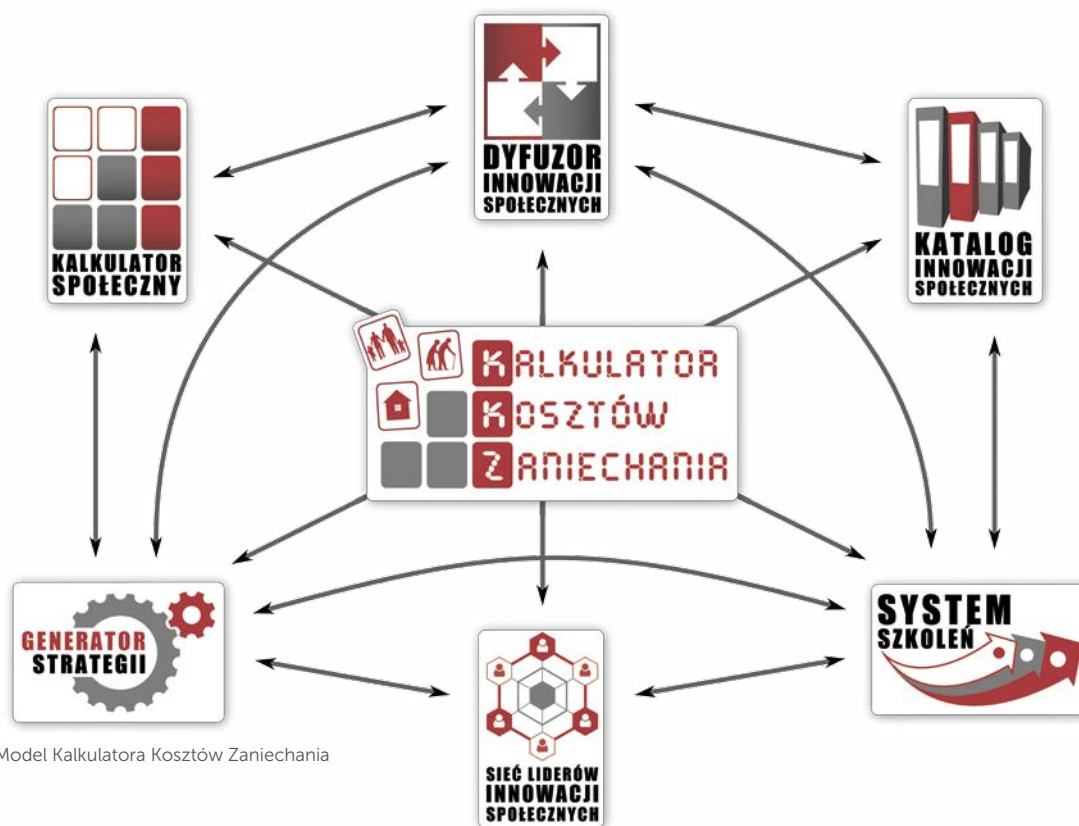 DYFUZOR
INNOWACJI
SPOŁECZNYCH
KALKULATOR
SPOŁECZNY
KATALOG
INNOWACJI
SPOŁECZNYCH
KALKULATOR
KOSZTÓW
ZANIECHANIA
GENERATOR
STRATEGII
SYSTEM
SZKOLEŃ
SIEĆ LIDERÓW
INNOWACJI
SPOŁECZNYCH
Model Kalkulatora Kosztów Zaniechania